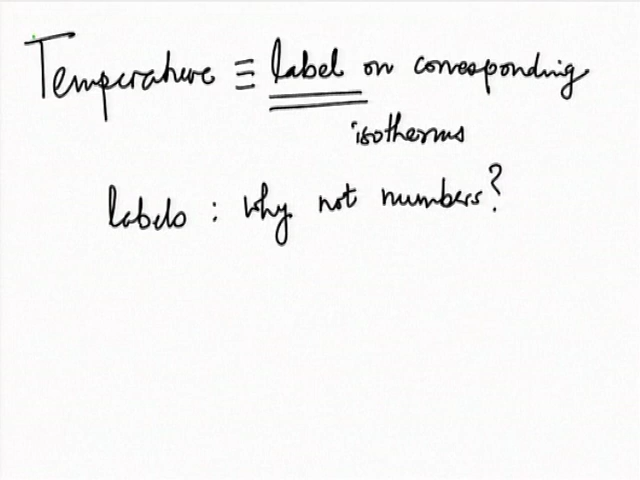 Temperature ≡ label on corresponding
isotherms
labels : why not numbers?